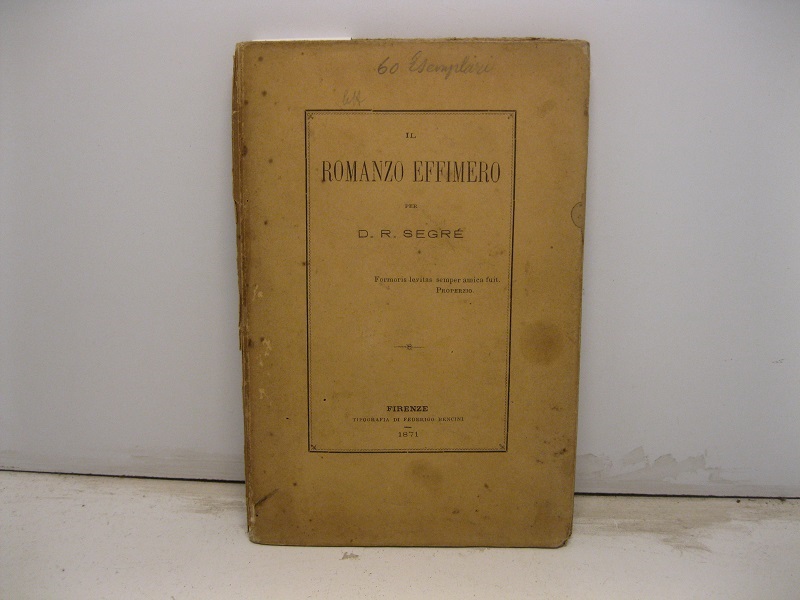 60 Esemplari
IL
ROMANZO EFFIMERO
PER
D. R. SEGRÈ
Formosis levitas semper amica fuit.
PROPERZIO.
FIRENZE
TIPOGRAFIA DI FEDERIGO BENCINI
1871